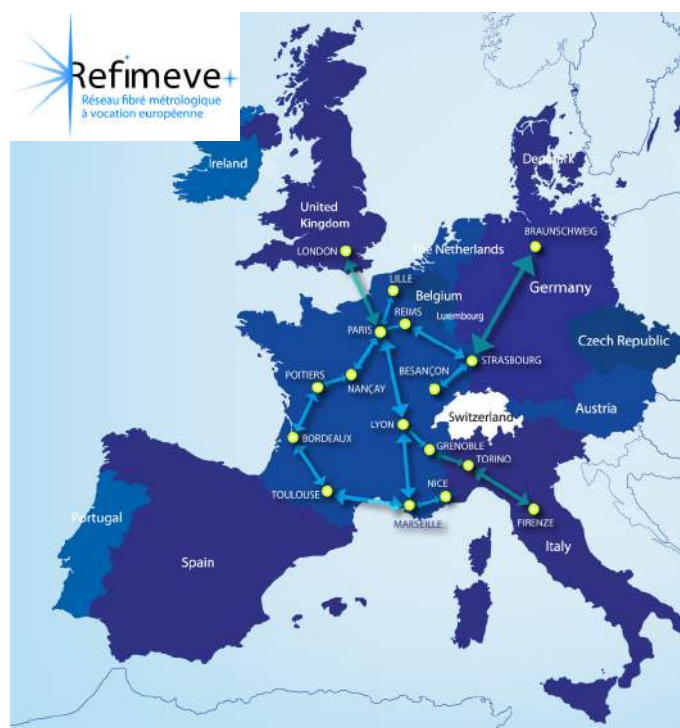 Refimeve+
Réseau fibré métrologique
à vocation européenne
Ireland
Denmark
United
Kingdom
BRAUNSCHWEIG
LONDON
The Netherlands
LILLE
Germany
Belgium
REIMS
Luxembourg
PARIS
Czech Republic
STRASBOURG
BESANÇON
POITIERS
NANÇAY
Austria
Switzerland
LYON
BORDEAUX
GRENOBLE
TORINO
NICE
TOULOUSE
Portugal
MARSEILLE
FIRENZE
Italy
Spain